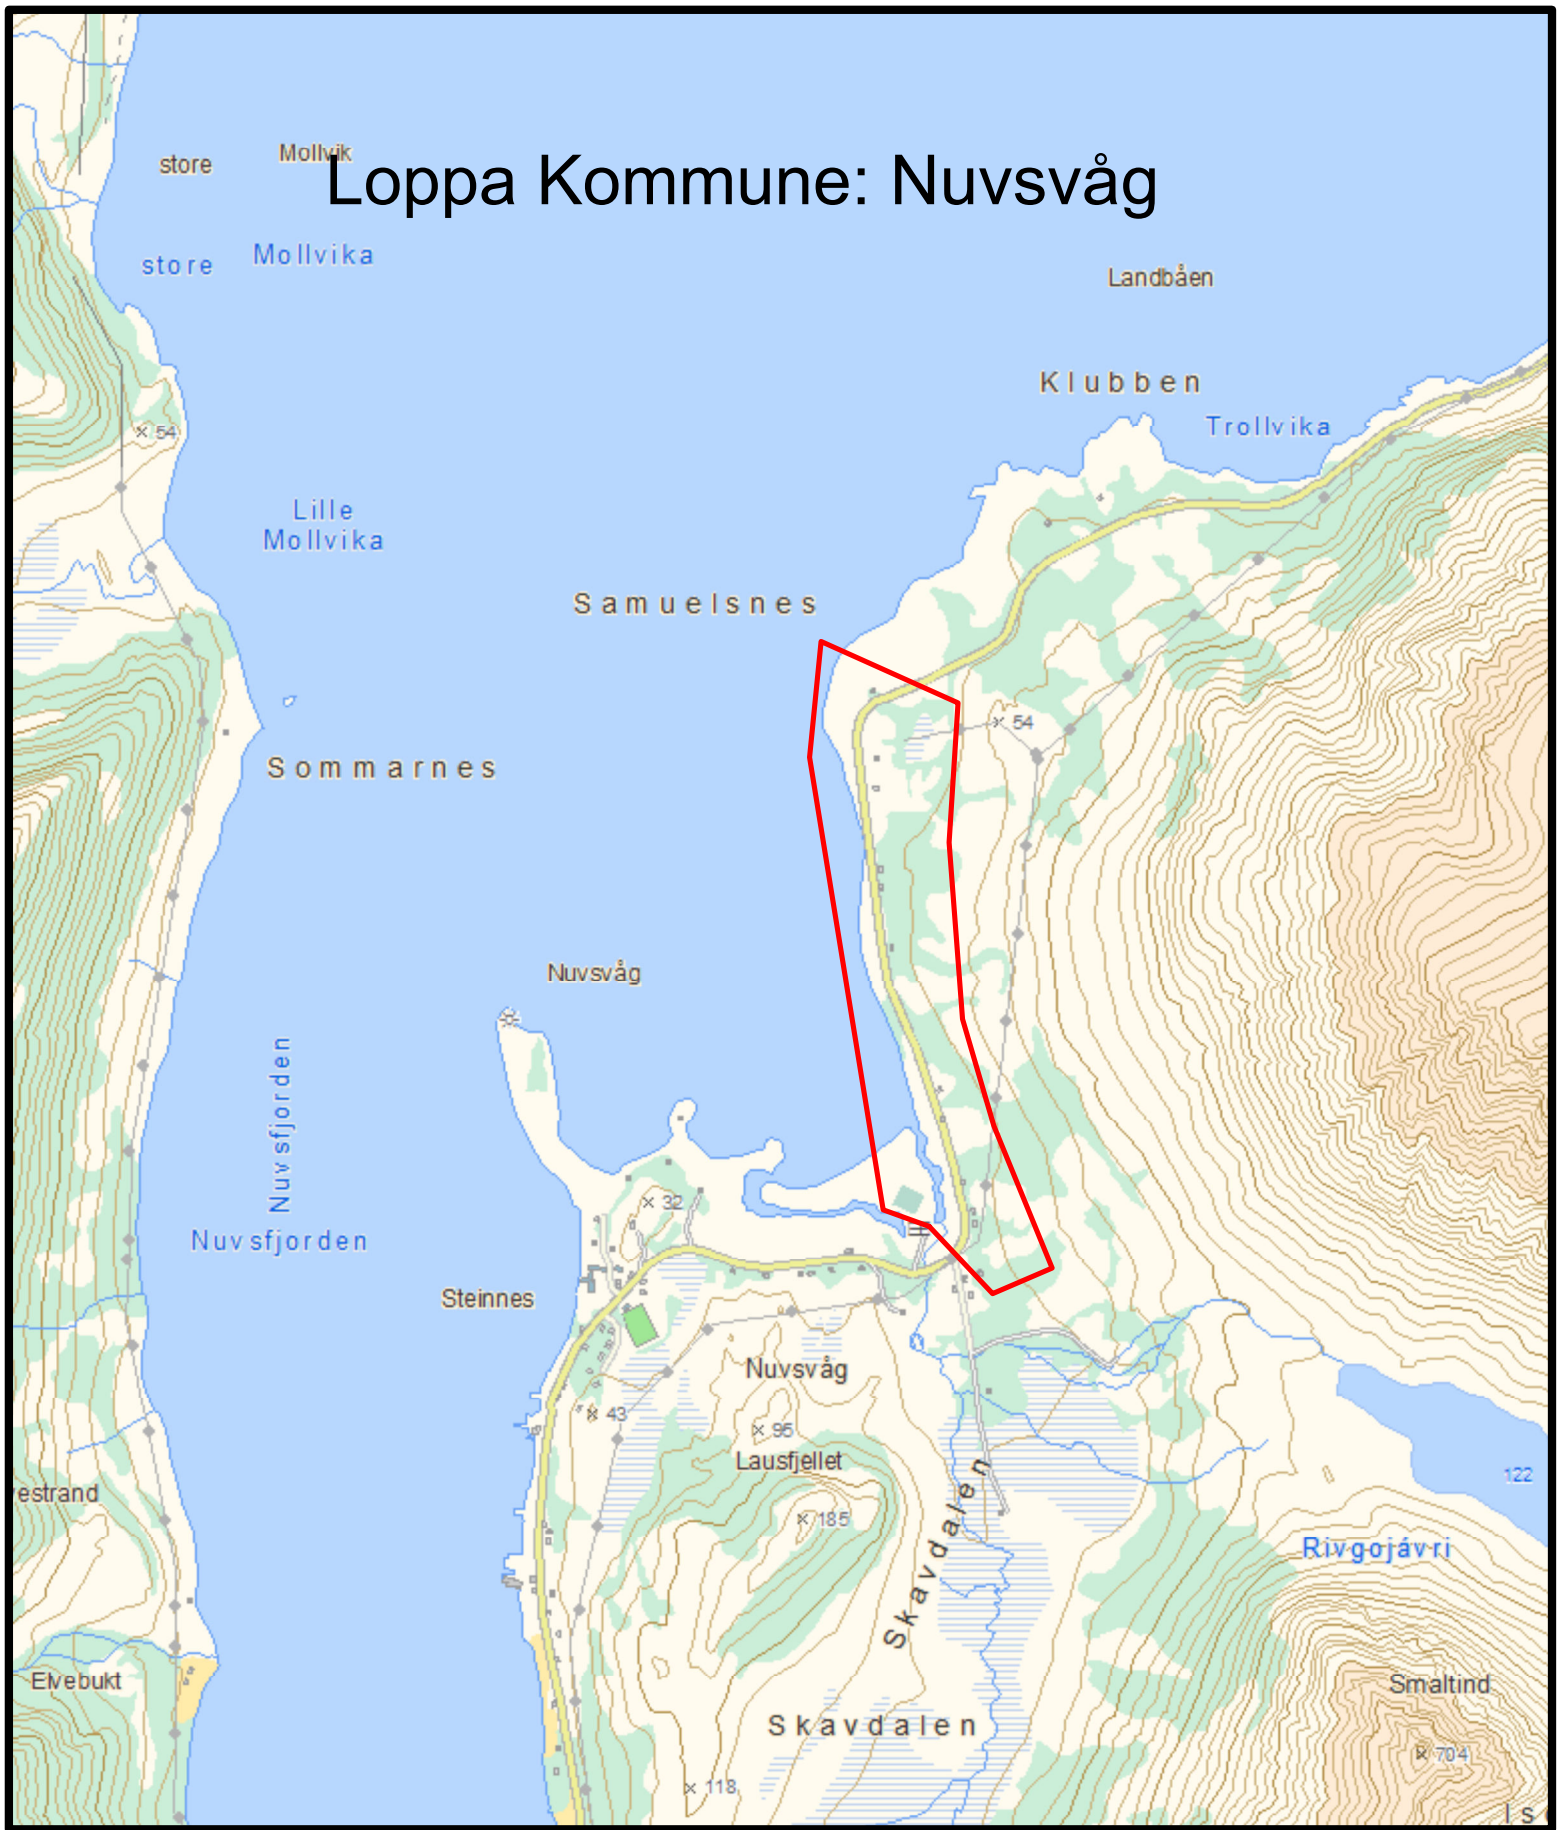 store Mollvik
Loppa Kommune: Nuvsvåg
store Mollvika
Landbåen
Klubben
Trollvika
54
Lille
Mollvika
Samuelsnes
54
Sommarnes
Nuvsvåg
Nuvsfjorden
32
Nuvsfjorden
Steinnes
Nuvsvåg
43
95
Lausfjellet
122
estrand
185
Skavdalen
Rivgojávri
Elvebukt
Smaltind
Skavdalen
704
118
Is